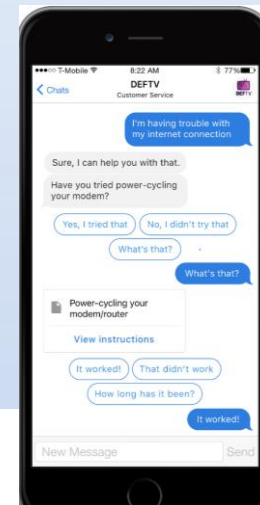 T-Mobile 8:22 AM 77%
Chats DEFTV
Customer Service
DEFTV
I'm having trouble with
my internet connection
Sure, I can help you with that.
Have you tried power-cycling
your modem?
Yes, I tried that No, I didn't try that
What's that?
What's that?
Power-cycling your
modem/router
View instructions
It worked! That didn't work
How long has it been?
It worked!
New Message Send